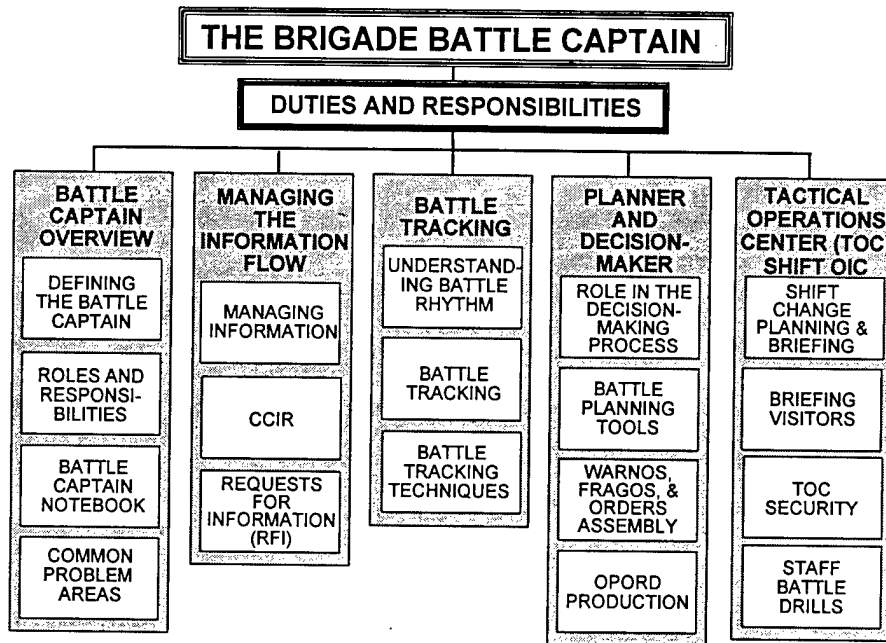 THE BRIGADE BATTLE CAPTAIN
DUTIES AND RESPONSIBILITIES
BATTLE
CAPTAIN
OVERVIEW
DEFINING
THE BATTLE
CAPTAIN
ROLES AND
RESPONSI-
BILITIES
BATTLE
CAPTAIN
NOTEBOOK
COMMON
PROBLEM
AREAS
MANAGING
THE
INFORMATION
FLOW
MANAGING
INFORMATION
CCIR
REQUESTS
FOR
INFORMATION
(RFI)
BATTLE
TRACKING
UNDERSTAND-
ING BATTLE
RHYTHM
BATTLE
TRACKING
BATTLE
TRACKING
TECHNIQUES
PLANNER
AND
DECISION-
MAKER
ROLE IN THE
DECISION-
MAKING
PROCESS
BATTLE
PLANNING
TOOLS
WARNOS,
FRAGOS, &
ORDERS
ASSEMBLY
OPORD
PRODUCTION
TACTICAL
OPERATIONS
CENTER (TOC
SHIFT OIC
SHIFT
CHANGE
PLANNING &
BRIEFING
BRIEFING
VISITORS
TOC
SECURITY
STAFF
BATTLE
DRILLS